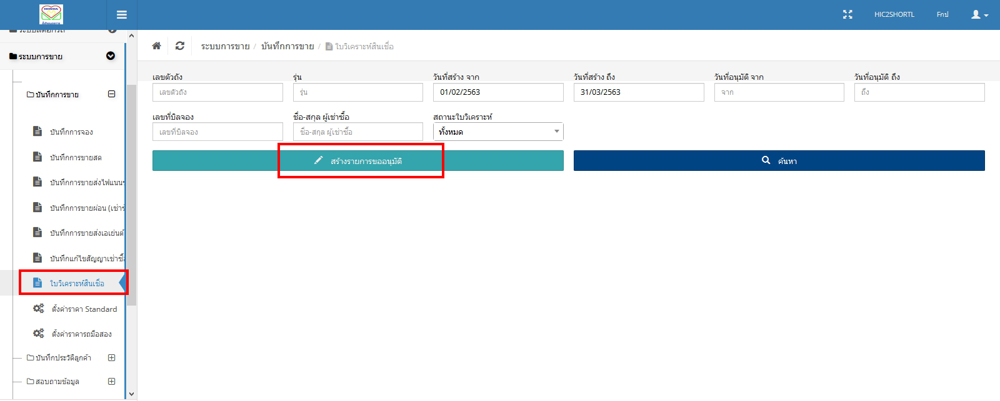 HONDA
HIC2SHORTL
Fกป
ระบบสต๊อกรถ
ระบบการขาย
บันทึกการขาย
บันทึกการจอง
บันทึกการขายสด
บันทึกการขายส่งไฟแนนซ
บันทึกการขายผ่อน (เช่าซื
บันทึกการขายส่งเอเย่นต์
บันทึกแก้ไขสัญญาเช่าซื้อ
ใบวิเคราะห์สินเชื่อ
ตั้งค่าราคา Standard
ตั้งค่าราคารถมือสอง
บันทึกประวัติลูกค้า
สอบถามข้อมูล
ระบบการขาย / บันทึกการขาย / ใบวิเคราะห์สินเชื่อ
เลขตัวถัง รุ่น วันที่สร้าง จาก วันที่สร้าง ถึง วันที่อนุมัติ จาก วันที่อนุมัติ ถึง
เลขตัวถัง รุ่น 01/02/2563 31/03/2563 จาก ถึง
เลขที่บิลจอง ชื่อ-สกุล ผู้เช่าซื้อ สถานะใบวิเคราะห์
เลขที่บิลจอง ชื่อ-สกุล ผู้เช่าซื้อ ทั้งหมด
สร้างรายการขออนุมัติ ค้นหา